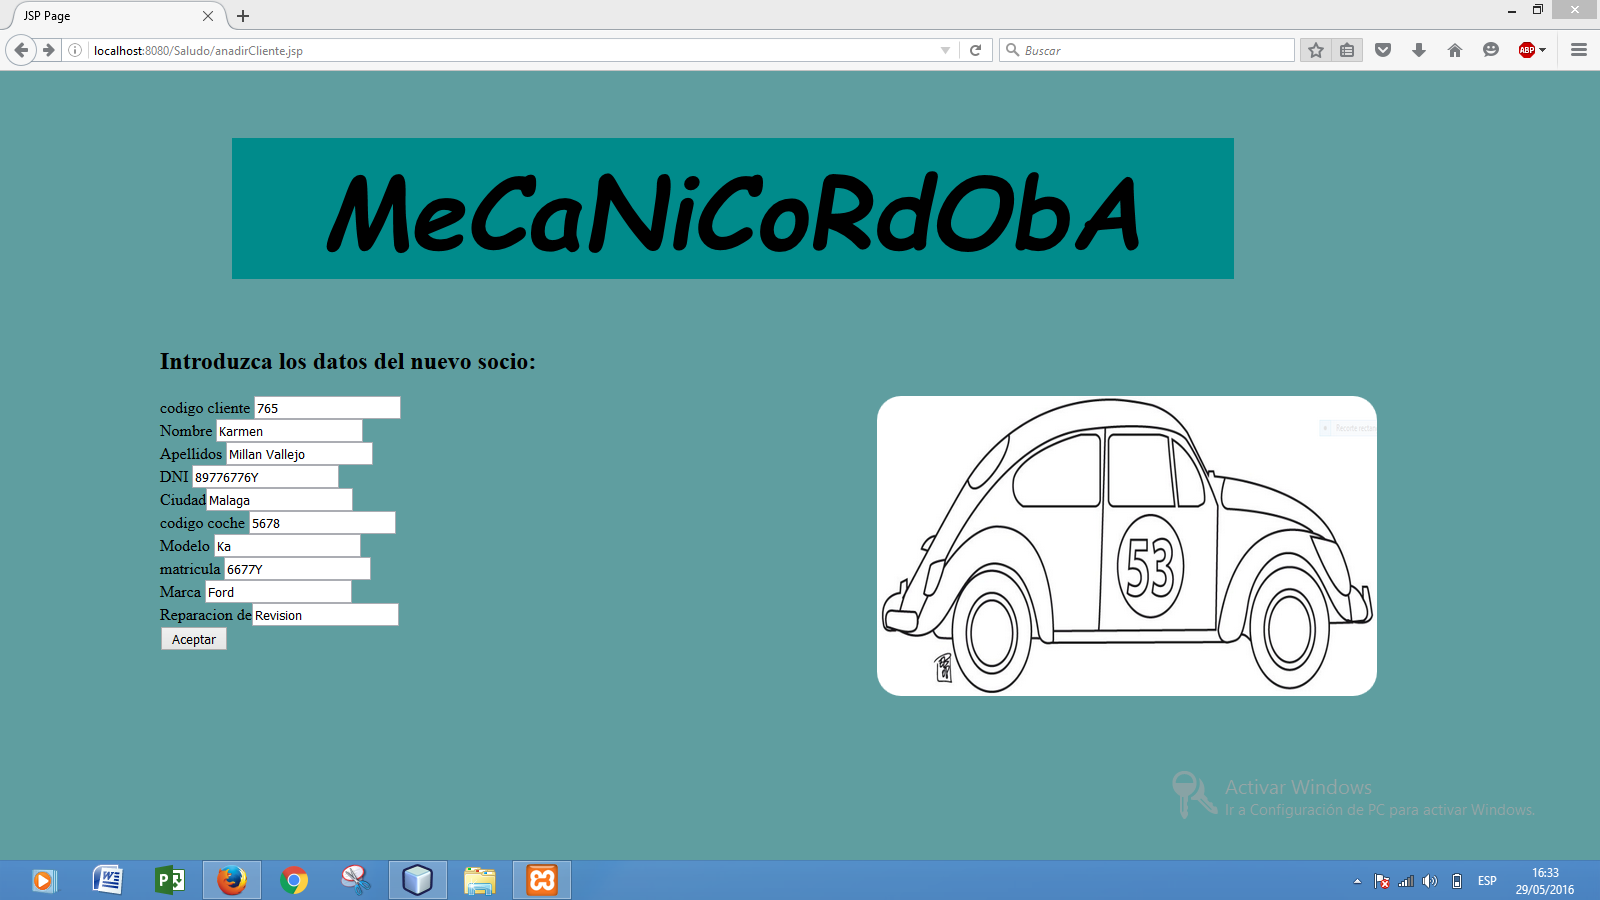 JSP Page
localhost:8080/Saludo/anadirCliente.jsp
Buscar
ABP
MeCaNiCoRdObA
Introduzca los datos del nuevo socio:
codigo cliente 765
Nombre Karmen
Apellidos Millan Vallejo
DNI 89776776Y
Ciudad Malaga
codigo coche 5678
Modelo Ka
matricula 6677Y
Marca Ford
Reparacion de Revision
Aceptar
53
Activar Windows
Ir a Configuración de PC para activar Windows.
ESP
16:33
29/05/2016